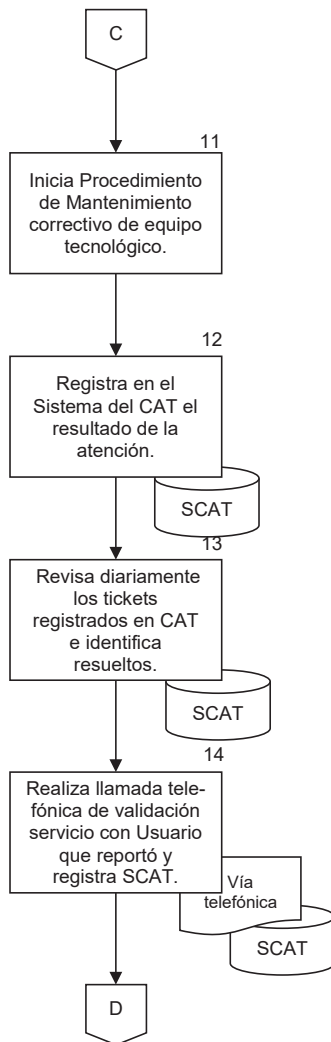 C
11
Inicia Procedimiento
de Mantenimiento
correctivo de equipo
tecnológico.
12
Registra en el
Sistema del CAT el
resultado de la
atención.
SCAT
13
Revisa diariamente
los tickets
registrados en CAT
e identifica
resueltos.
SCAT
14
Realiza llamada tele-
fónica de validación
servicio con Usuario
que reportó y
registra SCAT.
Vía
telefónica
SCAT
D